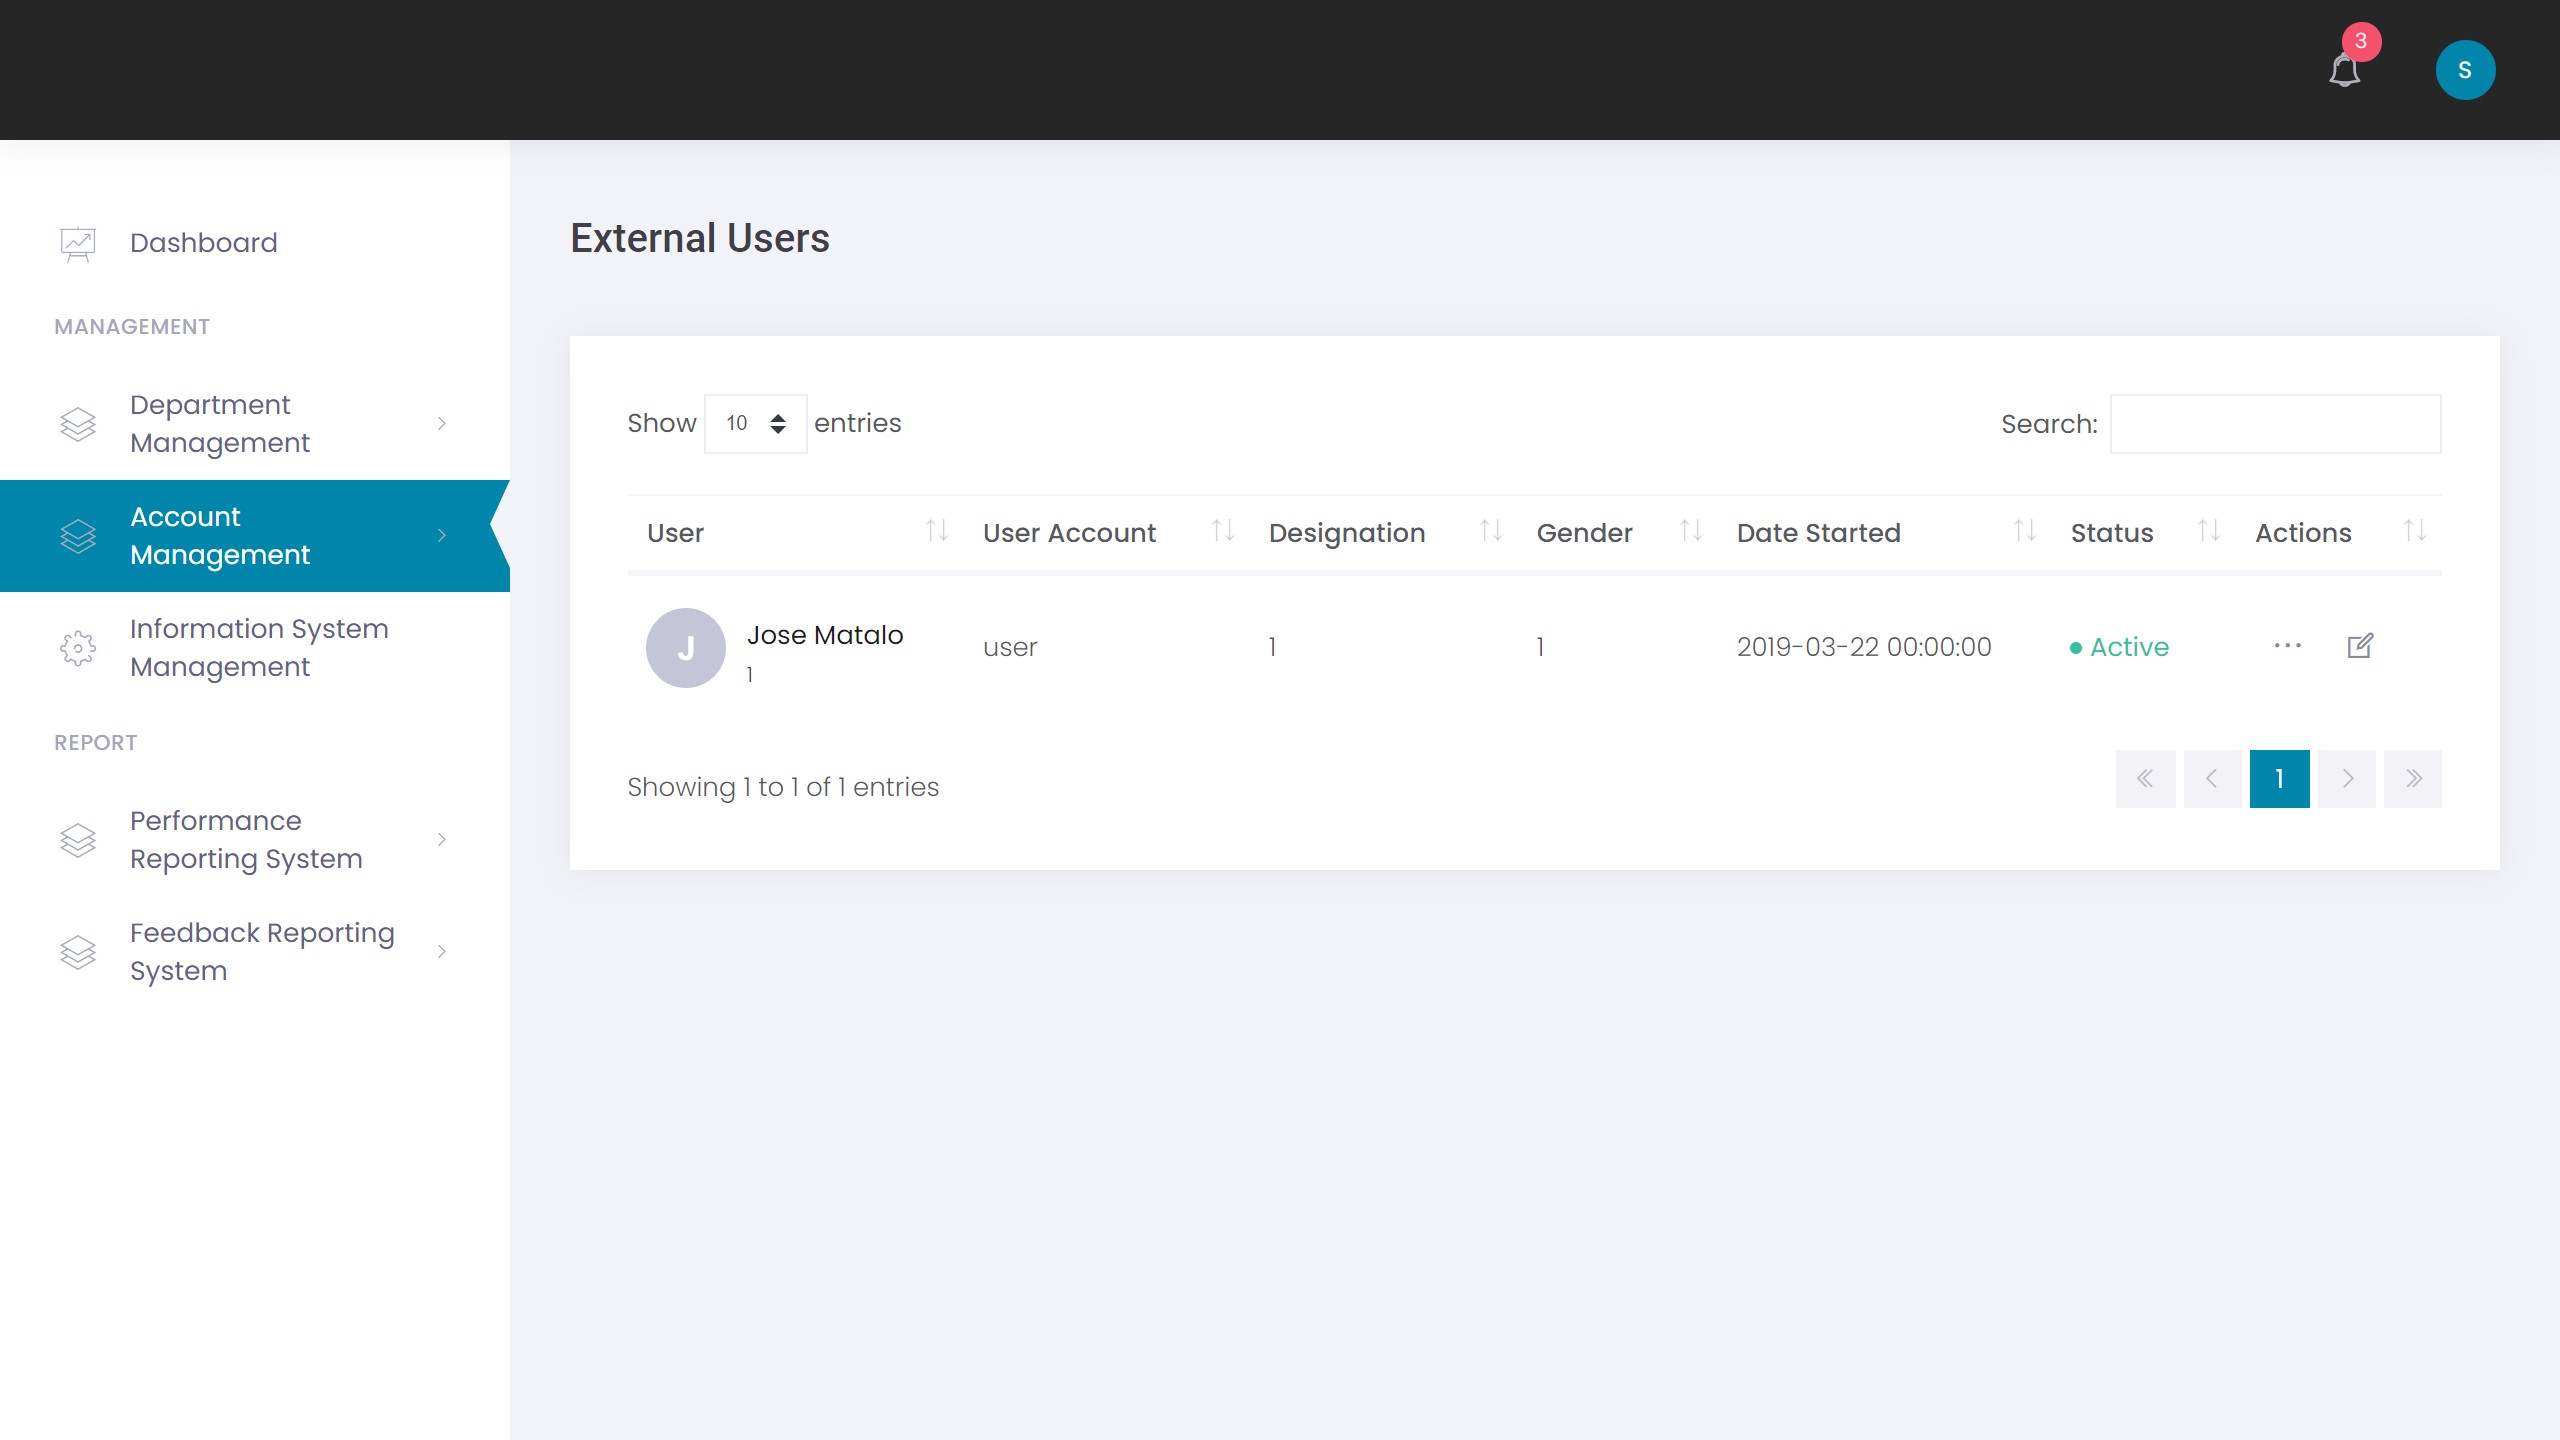 3
S
Dashboard
MANAGEMENT
Department
Management
Account
Management
Information System
Management
REPORT
Performance
Reporting System
Feedback Reporting
System
External Users
Show 10 entries
Search:
User User Account Designation Gender Date Started Status Actions
J Jose Matalo user 1 1 2019-03-22 00:00:00 Active
1
Showing 1 to 1 of 1 entries
1